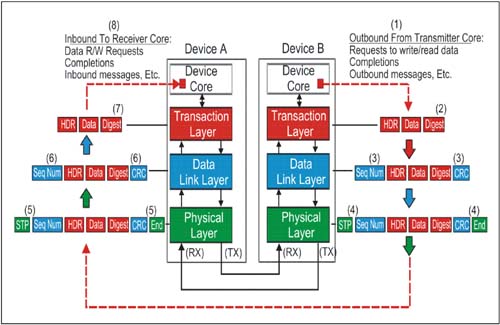 (8)
Inbound To Receiver Core:
Data R/W Requests
Completions
Inbound messages, Etc.
Device A
Device B
(1)
Outbound From Transmitter Core:
Requests to write/read data
Completions
Outbound messages, Etc.
Device
Core
Device
Core
(7)
HDR Data Digest
Transaction
Layer
Transaction
Layer
(2)
HDR Data Digest
(6) (6)
Seq Num HDR Data Digest CRC
Data
Link Layer
Data
Link Layer
(3) (3)
Seq Num HDR Data Digest CRC
(5) (5)
STP Seq Num HDR Data Digest CRC End
Physical
Layer
(RX) (TX)
Physical
Layer
(RX) (TX)
(4) (4)
STP Seq Num HDR Data Digest CRC End